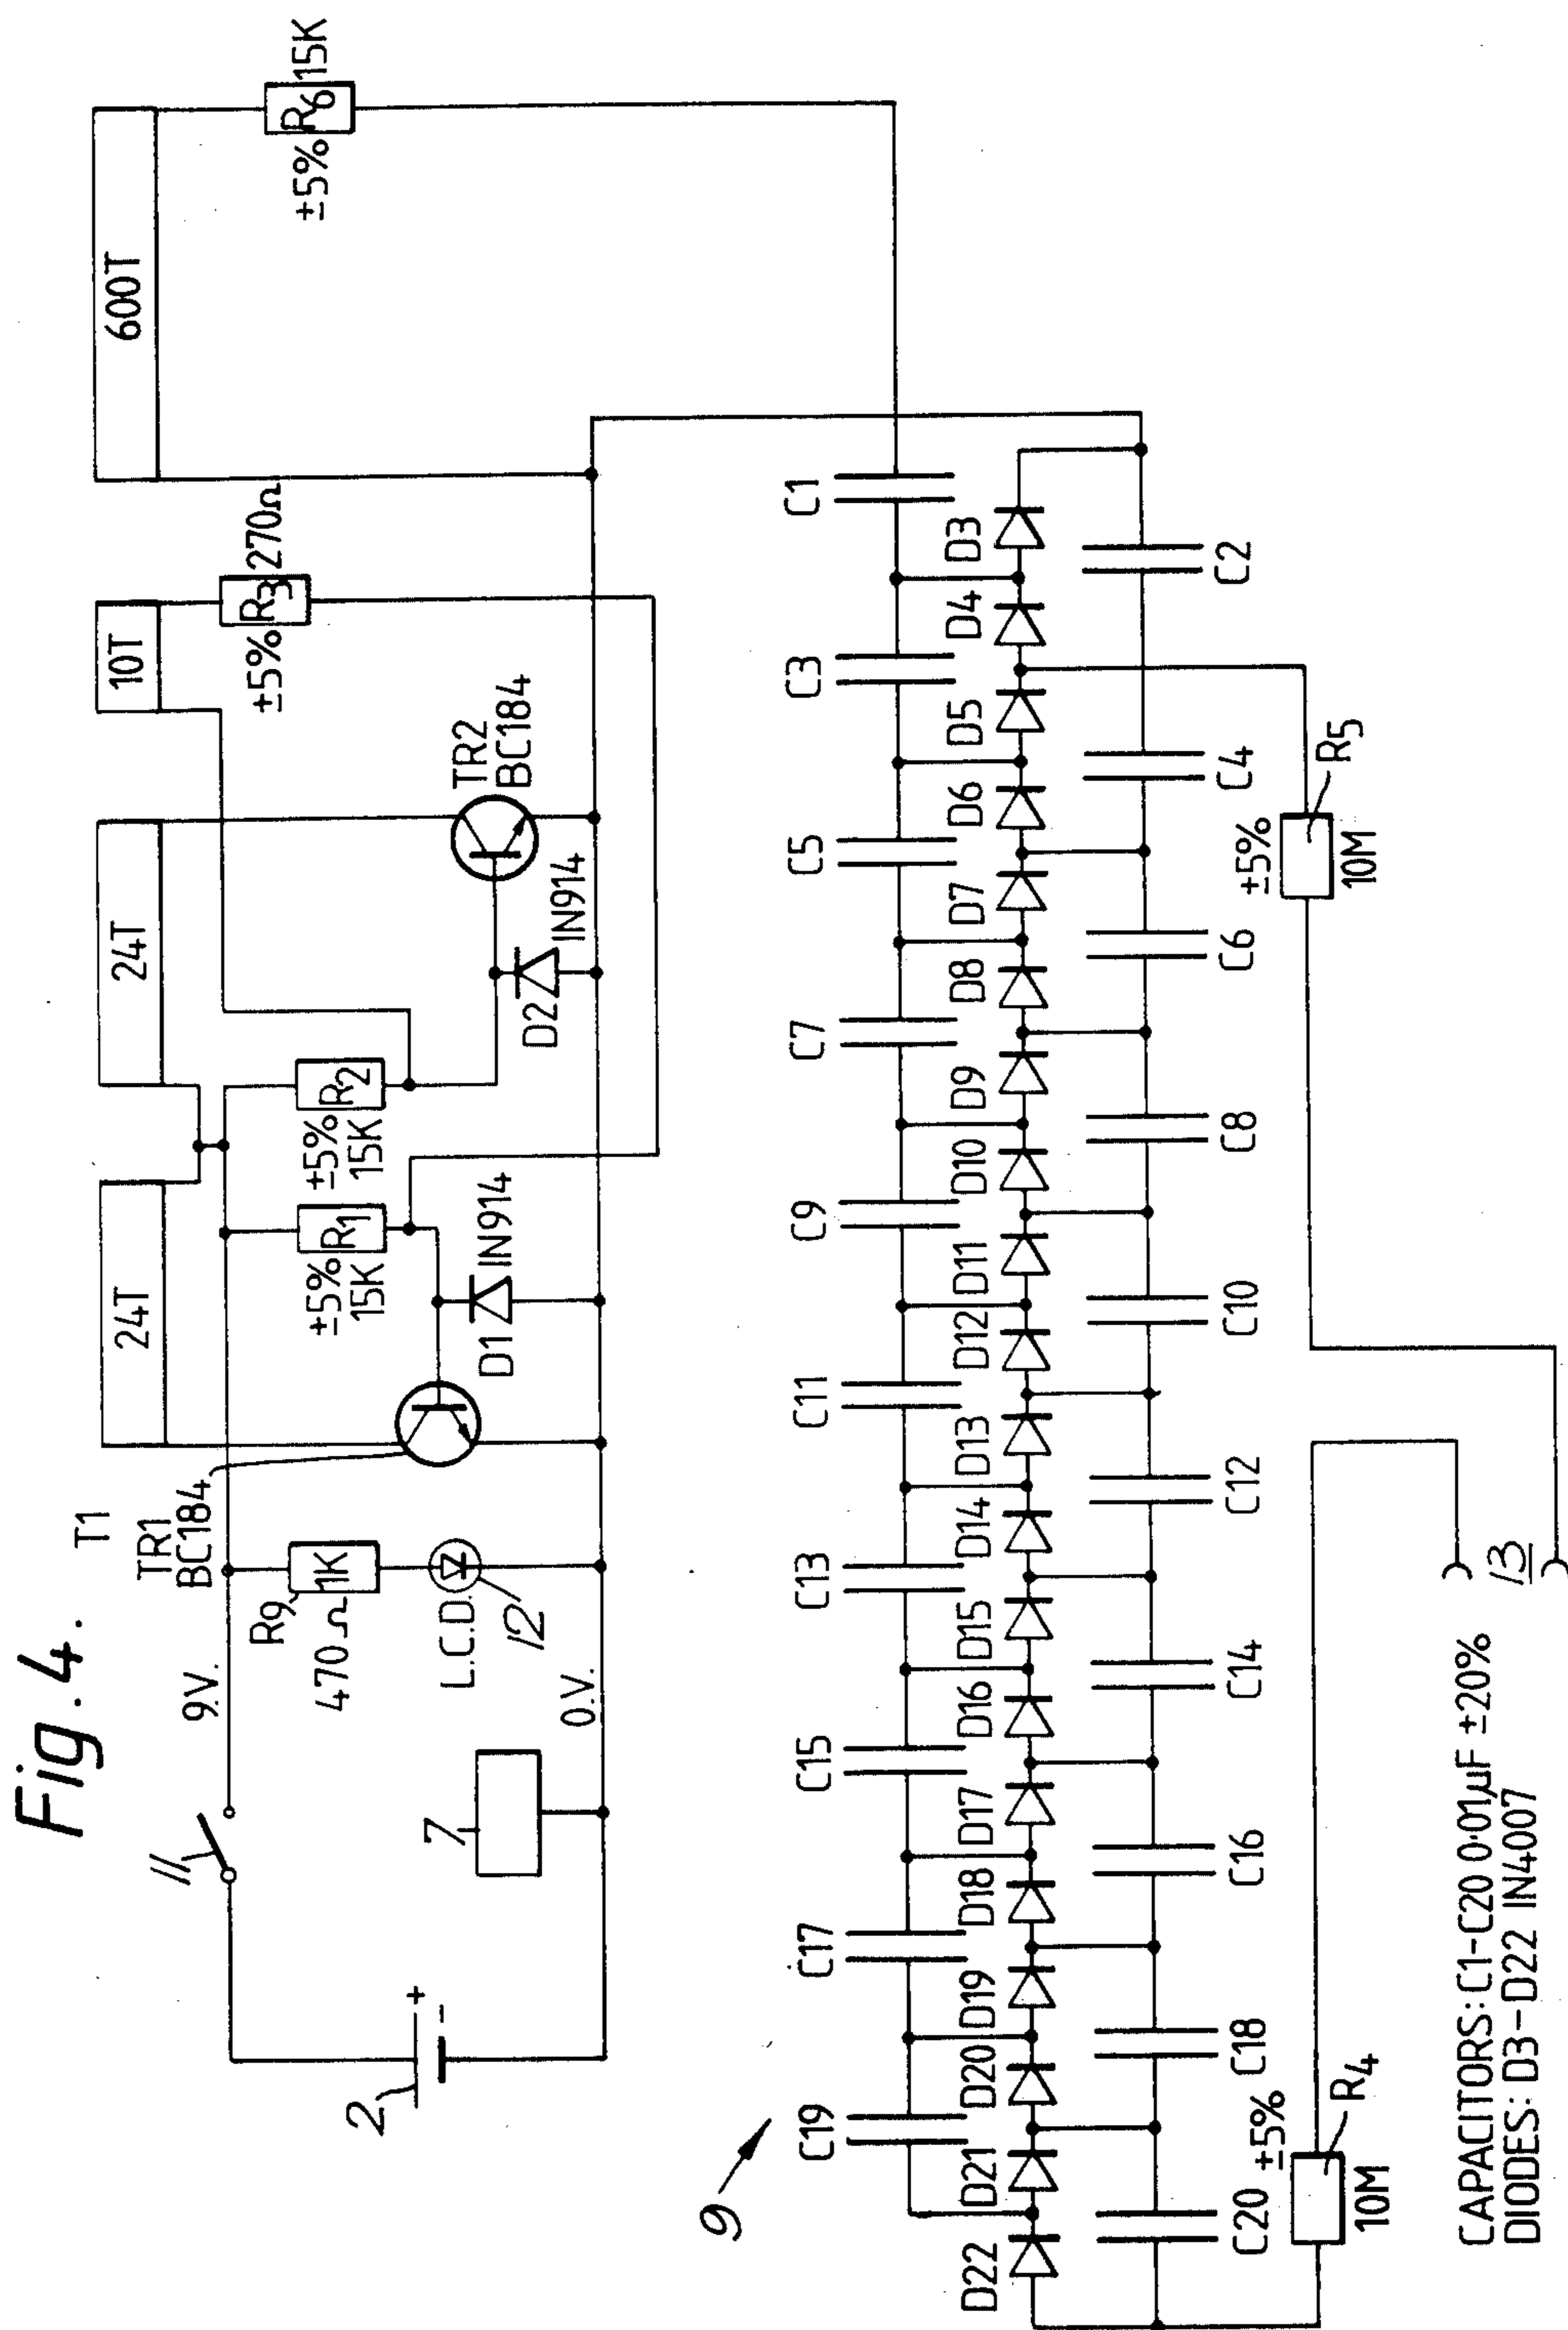 Fig. 4.
T1
24T
24T
10T
600T
11
9.V.
TR1
BC184
R9
1K
470Ω
±5%
R1
15K
±5%
R2
15K
±5%
R3
270Ω
±5%
R6
15K
2
+
-
7
L.C.D.
12
0.V.
D1
IN914
D2
IN914
TR2
BC184
9
C19
C17
C15
C13
C11
C9
C7
C5
C3
C1
D22
D21
D20
D19
D18
D17
D16
D15
D14
D13
D12
D11
D10
D9
D8
D7
D6
D5
D4
D3
C20
C18
C16
C14
C12
C10
C8
C6
C4
C2
±5%
R4
10M
±5%
R5
10M
13
CAPACITORS: C1-C20 0·01µF ±20%
DIODES: D3-D22 IN4007